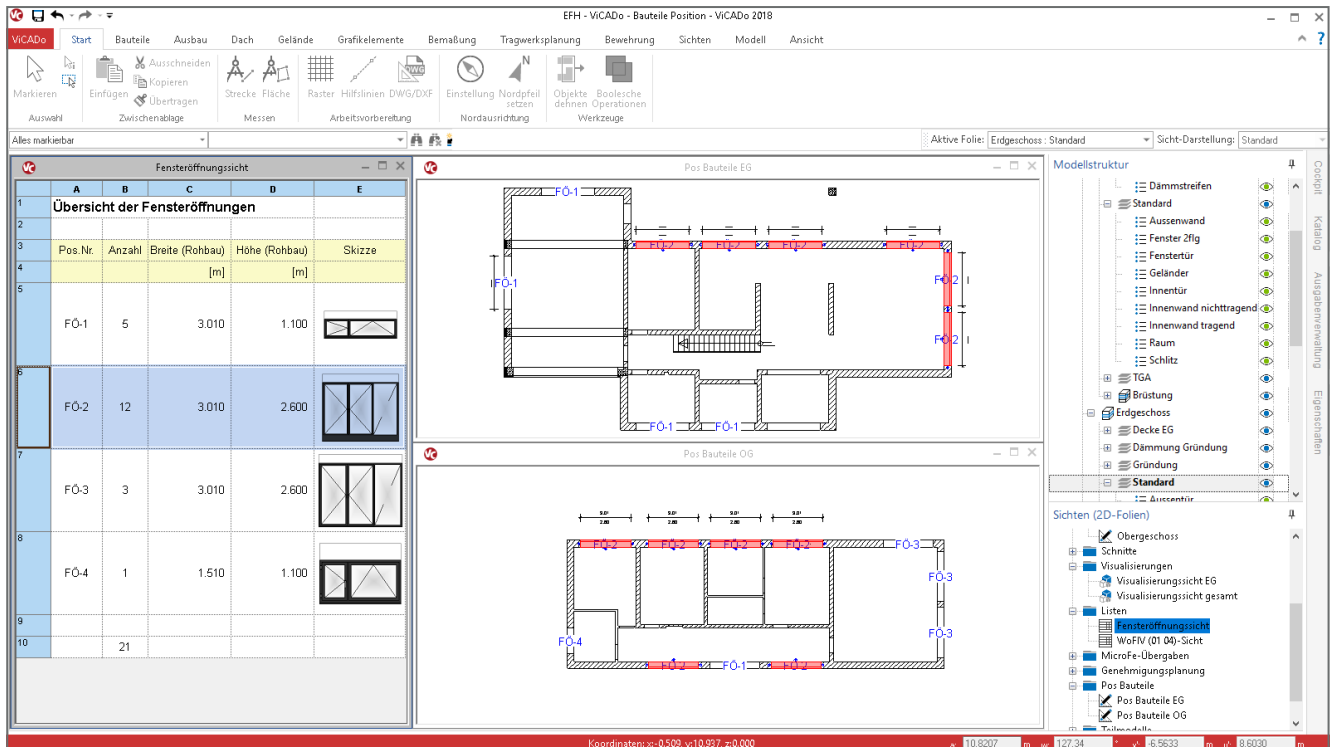 EFH - ViCADo - Bauteile Position - ViCADo 2018
ViCADo Start Bauteile Ausbau Dach Gelände Grafikelemente Bemaßung Tragwerksplanung Bewehrung Sichten Modell Ansicht
Markieren
Einfügen
Ausschneiden
Kopieren
Übertragen
Strecke Fläche
Raster Hilfslinien DWG/DXF
Einstellung Nordpfeil setzen
Objekte dehnen Boolesche Operationen
Auswahl Zwischenablage Messen Arbeitsvorbereitung Nordausrichtung Werkzeuge
Alles markierbar
Aktive Folie: Erdgeschoss : Standard Sicht-Darstellung: Standard
Fensteröffnungssicht
A B C D E
1 Übersicht der Fensteröffnungen
2
3 Pos.Nr. Anzahl Breite (Rohbau) Höhe (Rohbau) Skizze
4 [m] [m]
5
FÖ-1 5 3.010 1.100
6
FÖ-2 12 3.010 2.600
7
FÖ-3 3 3.010 2.600
8
FÖ-4 1 1.510 1.100
9
10 21
Pos Bauteile EG
FÖ-1
FÖ-2 FÖ-2 FÖ-2 FÖ-2
FÖ-1
FÖ-2
FÖ-2
FÖ-1 FÖ-1
Pos Bauteile OG
FÖ-2 FÖ-2 FÖ-2 FÖ-2 FÖ-3
FÖ-3
FÖ-3
FÖ-4
FÖ-2 FÖ-1 FÖ-2
Modellstruktur
Dämmstreifen
Standard
Aussenwand
Fenster 2flg
Fenstertür
Geländer
Innentür
Innenwand nichttragend
Innenwand tragend
Raum
Schlitz
TGA
Brüstung
Erdgeschoss
Decke EG
Dämmung Gründung
Gründung
Standard
Aussentür
Sichten (2D-Folien)
Obergeschoss
Schnitte
Visualisierungen
Visualisierungssicht EG
Visualisierungssicht gesamt
Listen
Fensteröffnungssicht
WoFlV (01 04)-Sicht
MicroFe-Übergaben
Genehmigungsplanung
Pos Bauteile
Pos Bauteile EG
Pos Bauteile OG
Teilmodelle
Cockpit
Katalog
Ausgabenverwaltung
Eigenschaften
Koordinaten: x:-0.509, y:10.937, z:0.000
10.8207 m w: 127.34 ° x': -6.5633 m y': 8.6030 m